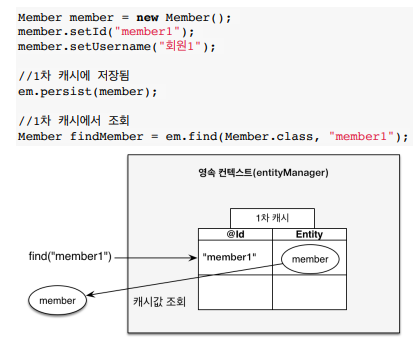 Member member = new Member();
member.setId("member1");
member.setUsername("회원1");
//1차 캐시에 저장됨
em.persist(member);
//1차 캐시에서 조회
Member findMember = em.find(Member.class, "member1");
영속 컨텍스트(entityManager)
1차 캐시
@Id Entity
find("member1") "member1" member
member 캐시값 조회